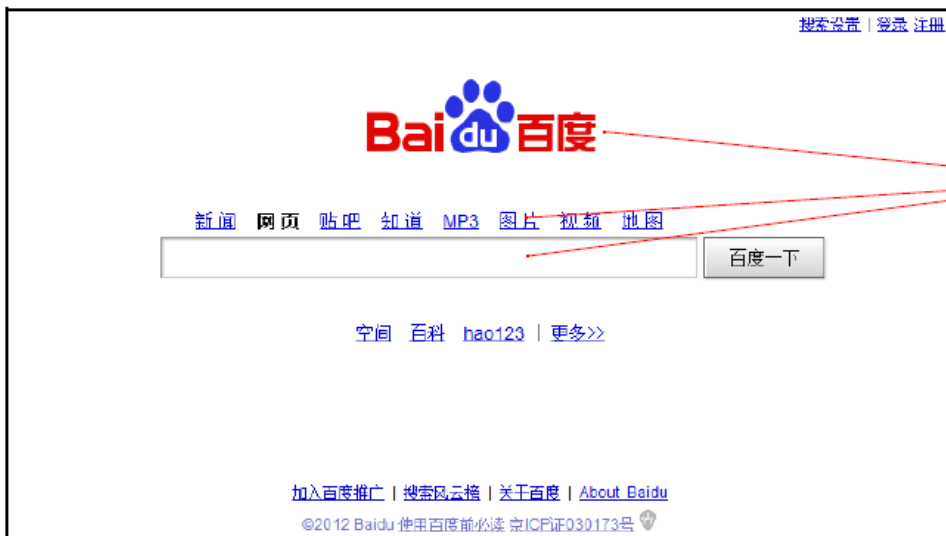 搜索设置 | 登录 注册
Baidu百度
新闻 网页 贴吧 知道 MP3 图片 视频 地图
百度一下
空间 百科 hao123 | 更多>>
加入百度推广 | 搜索风云榜 | 关于百度 | About Baidu
©2012 Baidu 使用百度前必读 京ICP证030173号